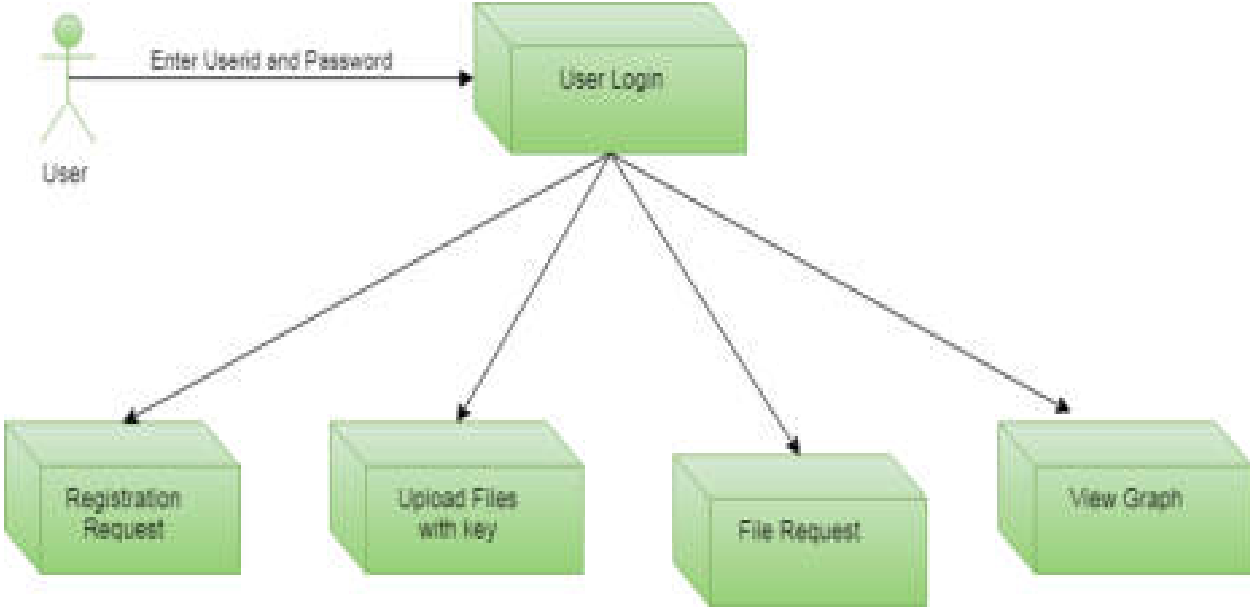 Enter Userid and Password
User Login
User
Registration
Request
Upload Files
with key
File Request
View Graph